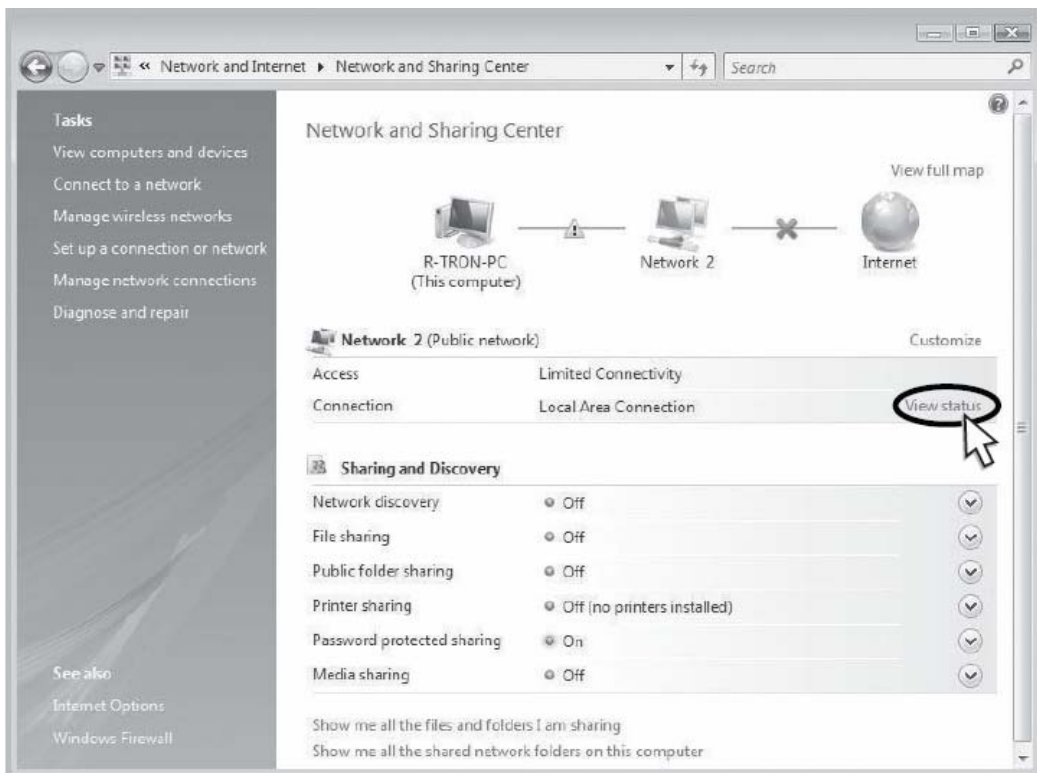 « Network and Internet ▸ Network and Sharing Center
Search
Tasks
View computers and devices
Connect to a network
Manage wireless networks
Set up a connection or network
Manage network connections
Diagnose and repair
See also
Internet Options
Windows Firewall
Network and Sharing Center
View full map
R-TRON-PC
(This computer)
Network 2
Internet
Network 2 (Public network)
Customize
Access Limited Connectivity
Connection Local Area Connection View status
Sharing and Discovery
Network discovery Off
File sharing Off
Public folder sharing Off
Printer sharing Off (no printers installed)
Password protected sharing On
Media sharing Off
Show me all the files and folders I am sharing
Show me all the shared network folders on this computer